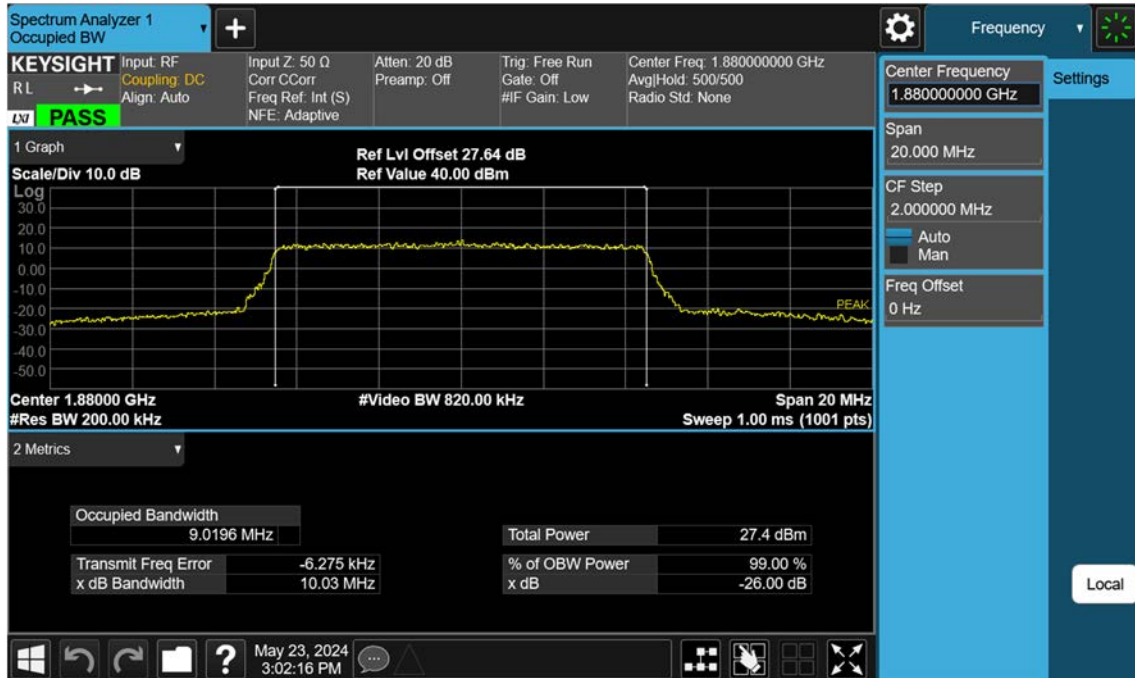 Spectrum Analyzer 1
Occupied BW
+
Frequency
KEYSIGHT
R L
LXI
PASS
Input: RF
Coupling: DC
Align: Auto
Input Z: 50 Ω
Corr CCorr
Freq Ref: Int (S)
NFE: Adaptive
Atten: 20 dB
Preamp: Off
Trig: Free Run
Gate: Off
#IF Gain: Low
Center Freq: 1.880000000 GHz
Avg|Hold: 500/500
Radio Std: None
Center Frequency
1.880000000 GHz
Settings
Span
20.000 MHz
CF Step
2.000000 MHz
Auto
Man
Freq Offset
0 Hz
Local
1 Graph
Scale/Div 10.0 dB
Ref Lvl Offset 27.64 dB
Ref Value 40.00 dBm
Log
30.0
20.0
10.0
0.00
-10.0
-20.0
-30.0
-40.0
-50.0
PEAK
Center 1.88000 GHz
#Video BW 820.00 kHz
Span 20 MHz
#Res BW 200.00 kHz
Sweep 1.00 ms (1001 pts)
2 Metrics
Occupied Bandwidth
9.0196 MHz
Total Power 27.4 dBm
Transmit Freq Error -6.275 kHz
% of OBW Power 99.00 %
x dB Bandwidth 10.03 MHz
x dB -26.00 dB
?
May 23, 2024
3:02:16 PM